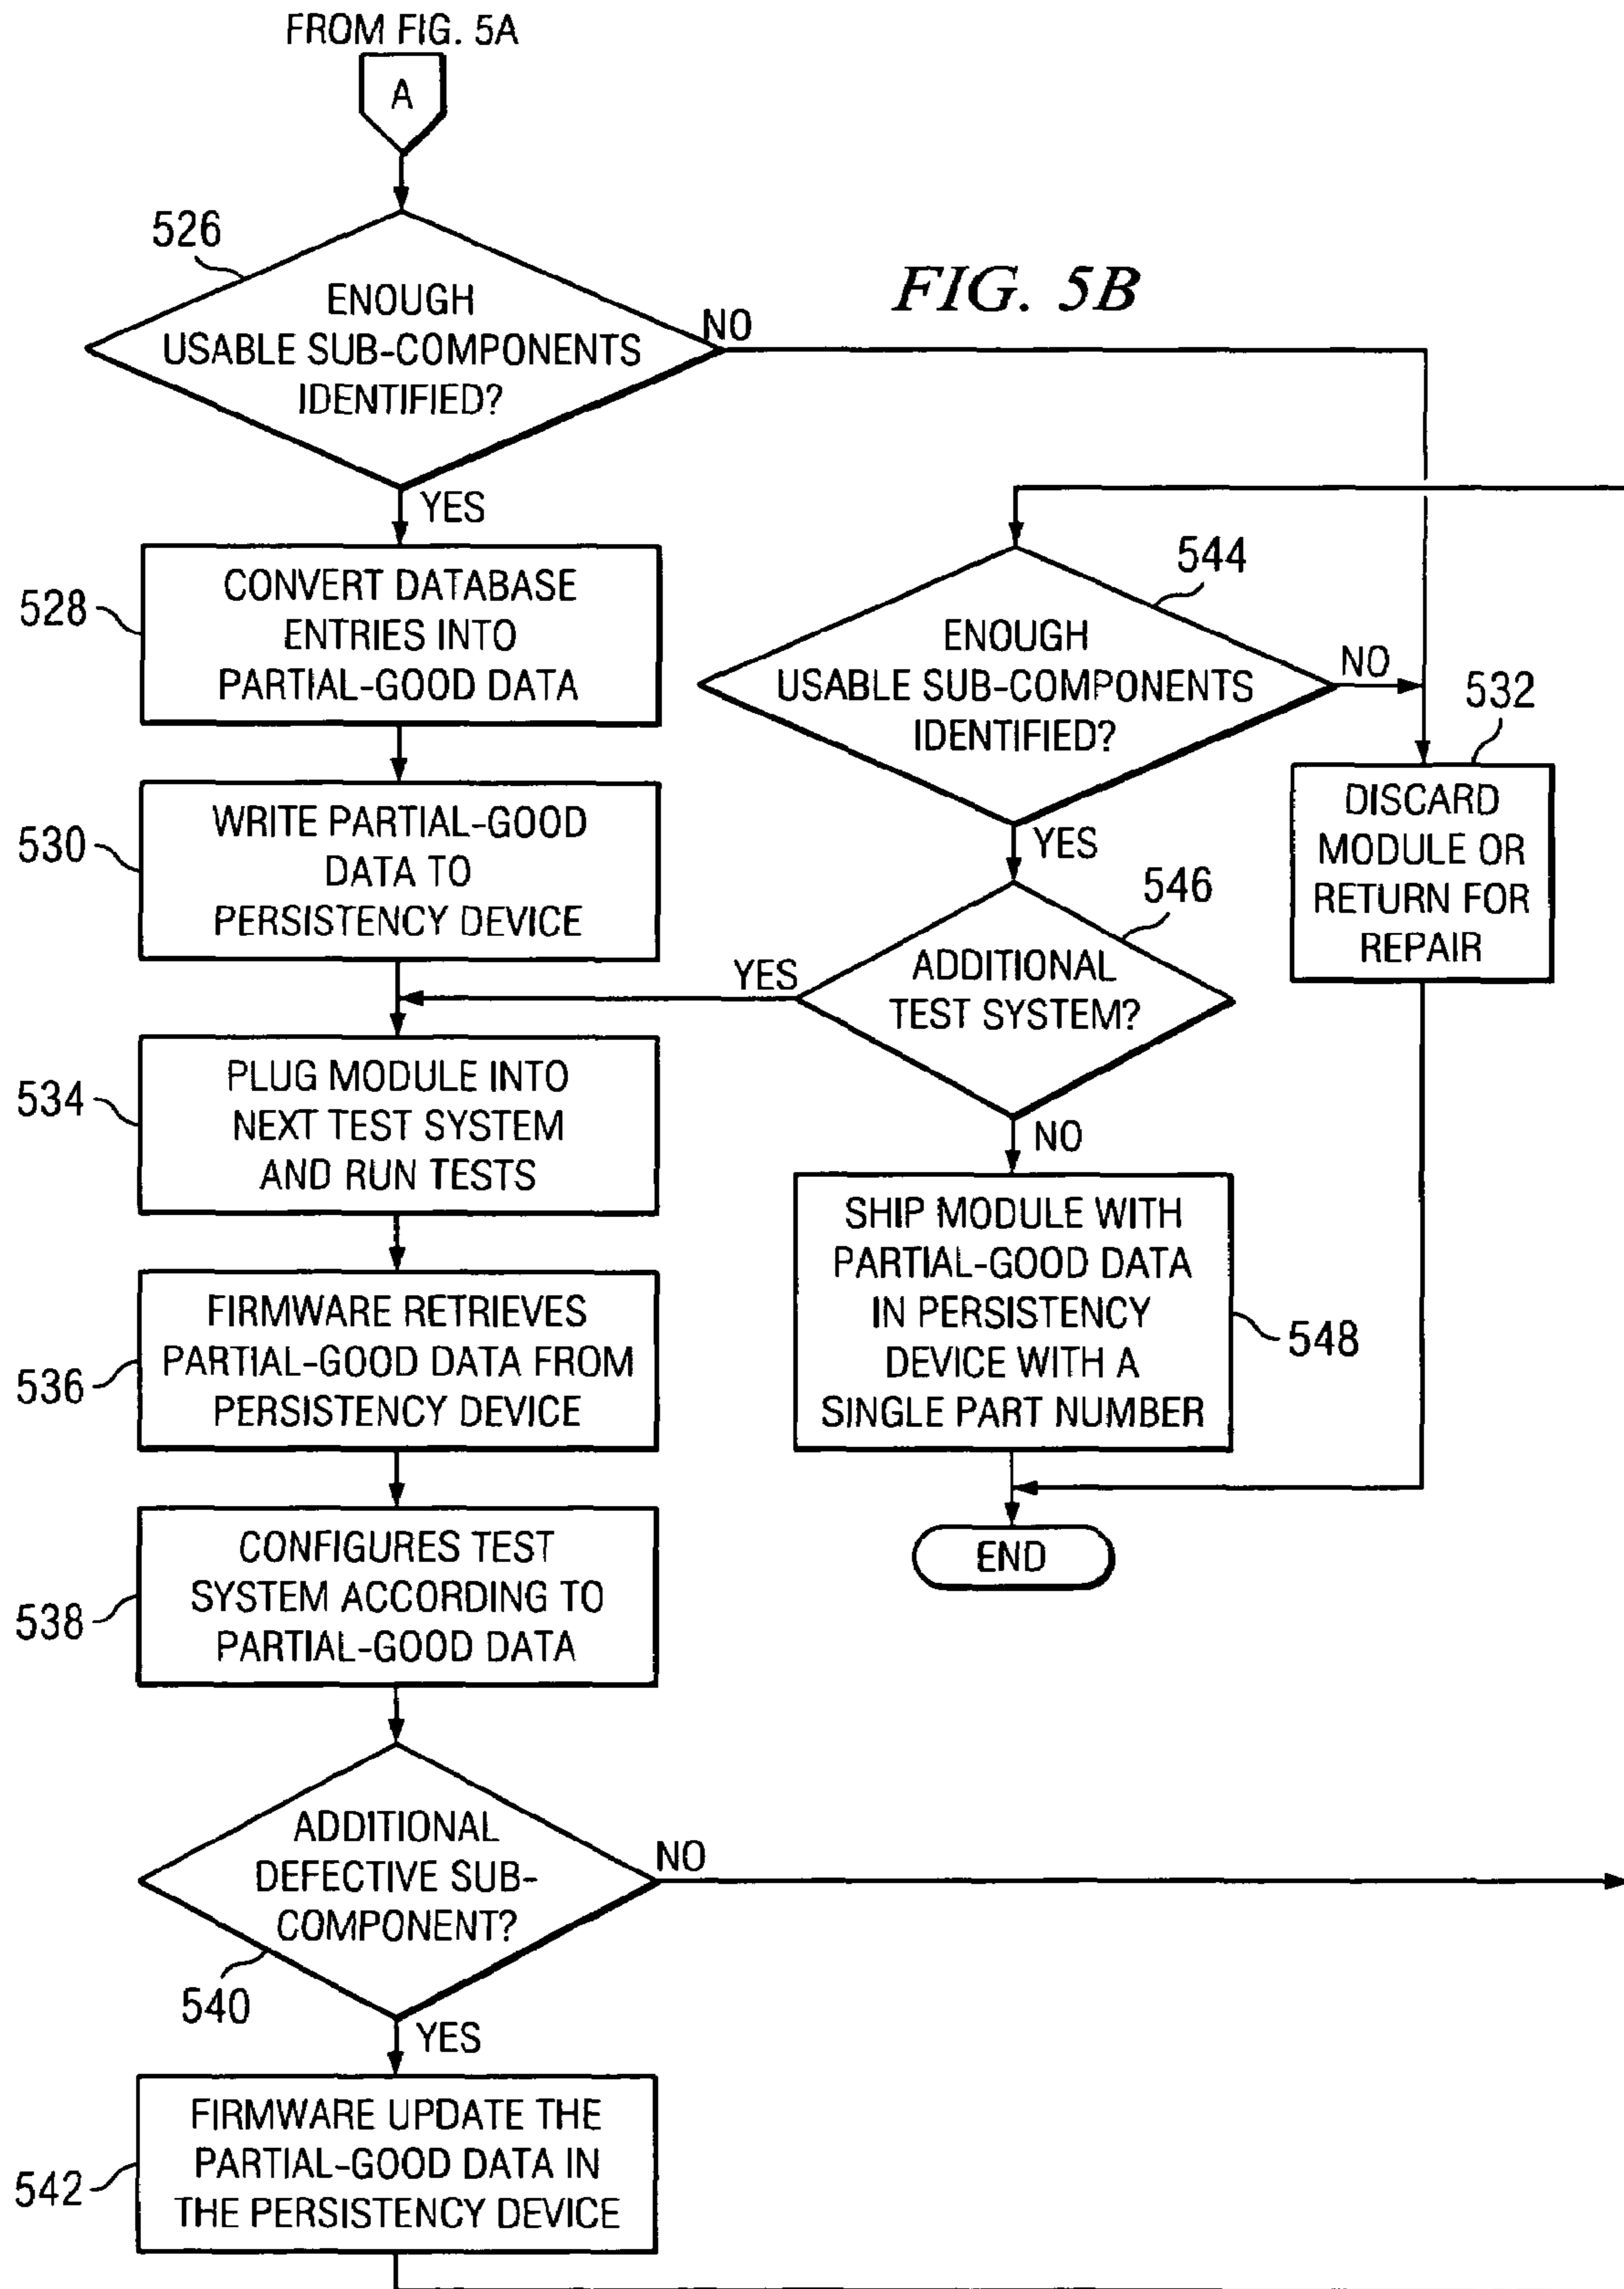 FROM FIG. 5A
A
526
ENOUGH
USABLE SUB-COMPONENTS
IDENTIFIED?
NO
FIG. 5B
YES
528
CONVERT DATABASE
ENTRIES INTO
PARTIAL-GOOD DATA
530
WRITE PARTIAL-GOOD
DATA TO
PERSISTENCY DEVICE
534
PLUG MODULE INTO
NEXT TEST SYSTEM
AND RUN TESTS
536
FIRMWARE RETRIEVES
PARTIAL-GOOD DATA FROM
PERSISTENCY DEVICE
538
CONFIGURES TEST
SYSTEM ACCORDING TO
PARTIAL-GOOD DATA
ADDITIONAL
DEFECTIVE SUB-
COMPONENT?
NO
540
YES
542
FIRMWARE UPDATE THE
PARTIAL-GOOD DATA IN
THE PERSISTENCY DEVICE
544
ENOUGH
USABLE SUB-COMPONENTS
IDENTIFIED?
NO
YES
532
DISCARD
MODULE OR
RETURN FOR
REPAIR
546
ADDITIONAL
TEST SYSTEM?
YES
NO
SHIP MODULE WITH
PARTIAL-GOOD DATA
IN PERSISTENCY
DEVICE WITH A
SINGLE PART NUMBER
548
END